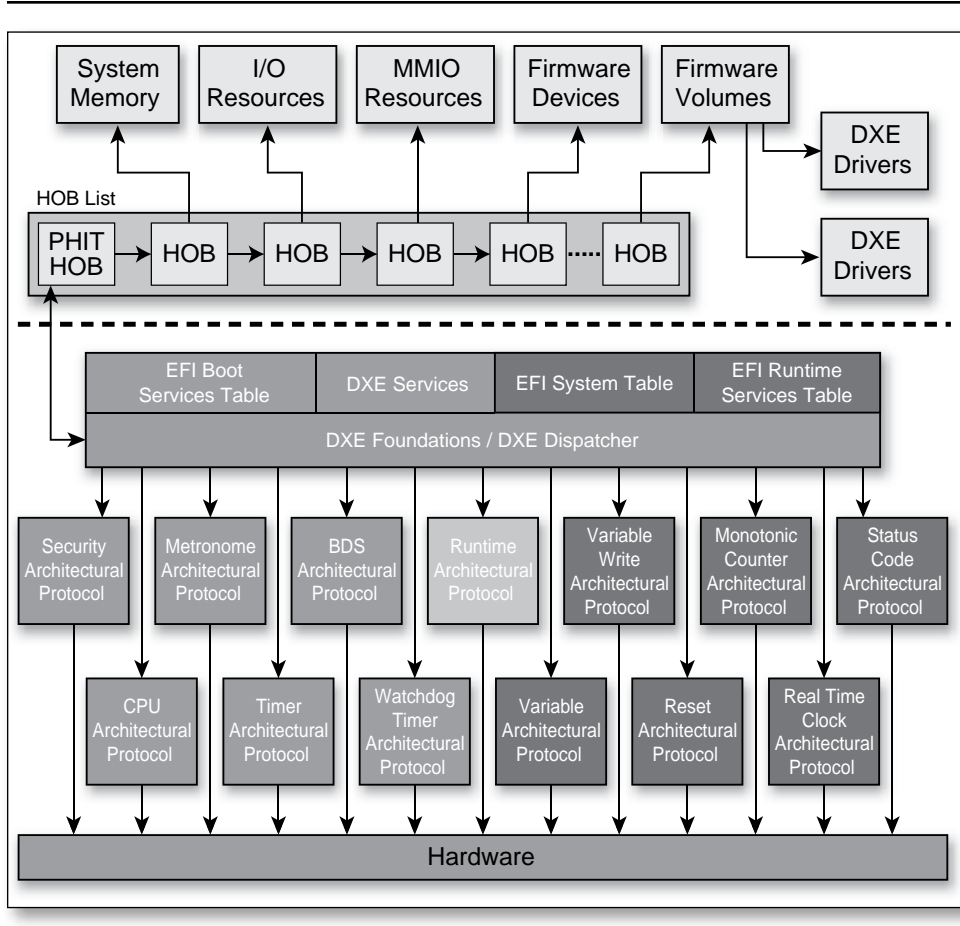 System
Memory
I/O
Resources
MMIO
Resources
Firmware
Devices
Firmware
Volumes
DXE
Drivers
HOB List
PHIT
HOB
HOB
HOB
HOB
HOB
HOB
DXE
Drivers
EFI Boot
Services Table
DXE Services
EFI System Table
EFI Runtime
Services Table
DXE Foundations / DXE Dispatcher
Security
Architectural
Protocol
Metronome
Architectural
Protocol
BDS
Architectural
Protocol
Runtime
Architectural
Protocol
Variable
Write
Architectural
Protocol
Monotonic
Counter
Architectural
Protocol
Status
Code
Architectural
Protocol
CPU
Architectural
Protocol
Timer
Architectural
Protocol
Watchdog
Timer
Architectural
Protocol
Variable
Architectural
Protocol
Reset
Architectural
Protocol
Real Time
Clock
Architectural
Protocol
Hardware